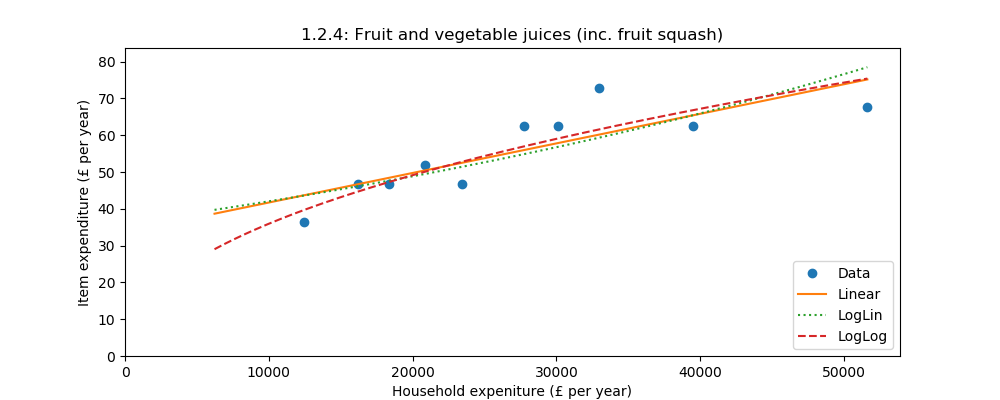 1.2.4: Fruit and vegetable juices (inc. fruit squash)
Item expenditure (£ per year)
80
70
60
50
40
30
20
10
0
0 10000 20000 30000 40000 50000
Household expeniture (£ per year)
Data
Linear
LogLin
LogLog